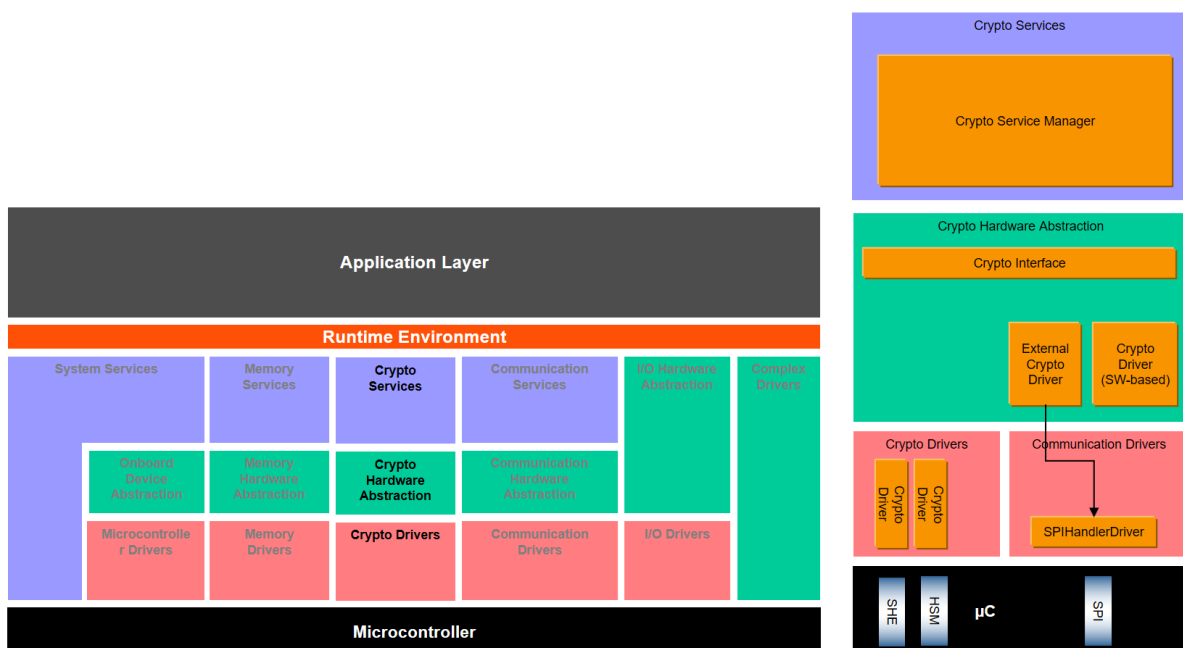 Crypto Services
Crypto Service Manager
Crypto Hardware Abstraction
Crypto Interface
External
Crypto
Driver
Crypto
Driver
(SW-based)
Crypto Drivers
Communication Drivers
Crypto
Driver
Crypto
Driver
SPIHandlerDriver
SHE
HSM
µC
SPI
Application Layer
Runtime Environment
System Services
Memory
Services
Crypto
Services
Communication
Services
I/O Hardware
Abstraction
Complex
Drivers
Onboard
Device
Abstraction
Memory
Hardware
Abstraction
Crypto
Hardware
Abstraction
Communication
Hardware
Abstraction
Microcontrolle
r Drivers
Memory
Drivers
Crypto Drivers
Communication
Drivers
I/O Drivers
Microcontroller